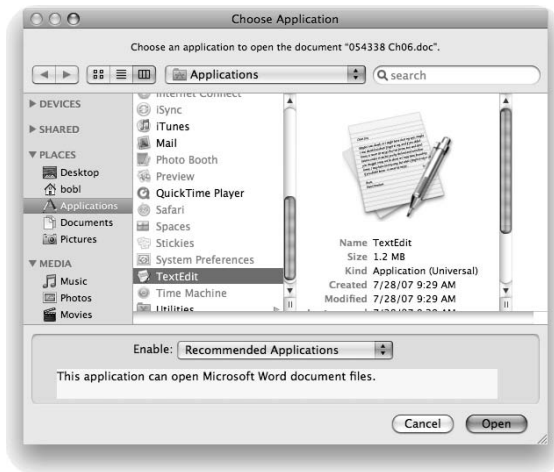 Choose Application
Choose an application to open the document “054338 Ch06.doc”.
Applications
search
DEVICES
SHARED
PLACES
Desktop
bobl
Applications
Documents
Pictures
MEDIA
Music
Photos
Movies
Internet Connect
iSync
iTunes
Mail
Photo Booth
Preview
QuickTime Player
Safari
Spaces
Stickies
System Preferences
TextEdit
Time Machine
Utilities
Name TextEdit
Size 1.2 MB
Kind Application (Universal)
Created 7/28/07 9:29 AM
Modified 7/28/07 9:29 AM
Enable: Recommended Applications
This application can open Microsoft Word document files.
Cancel
Open